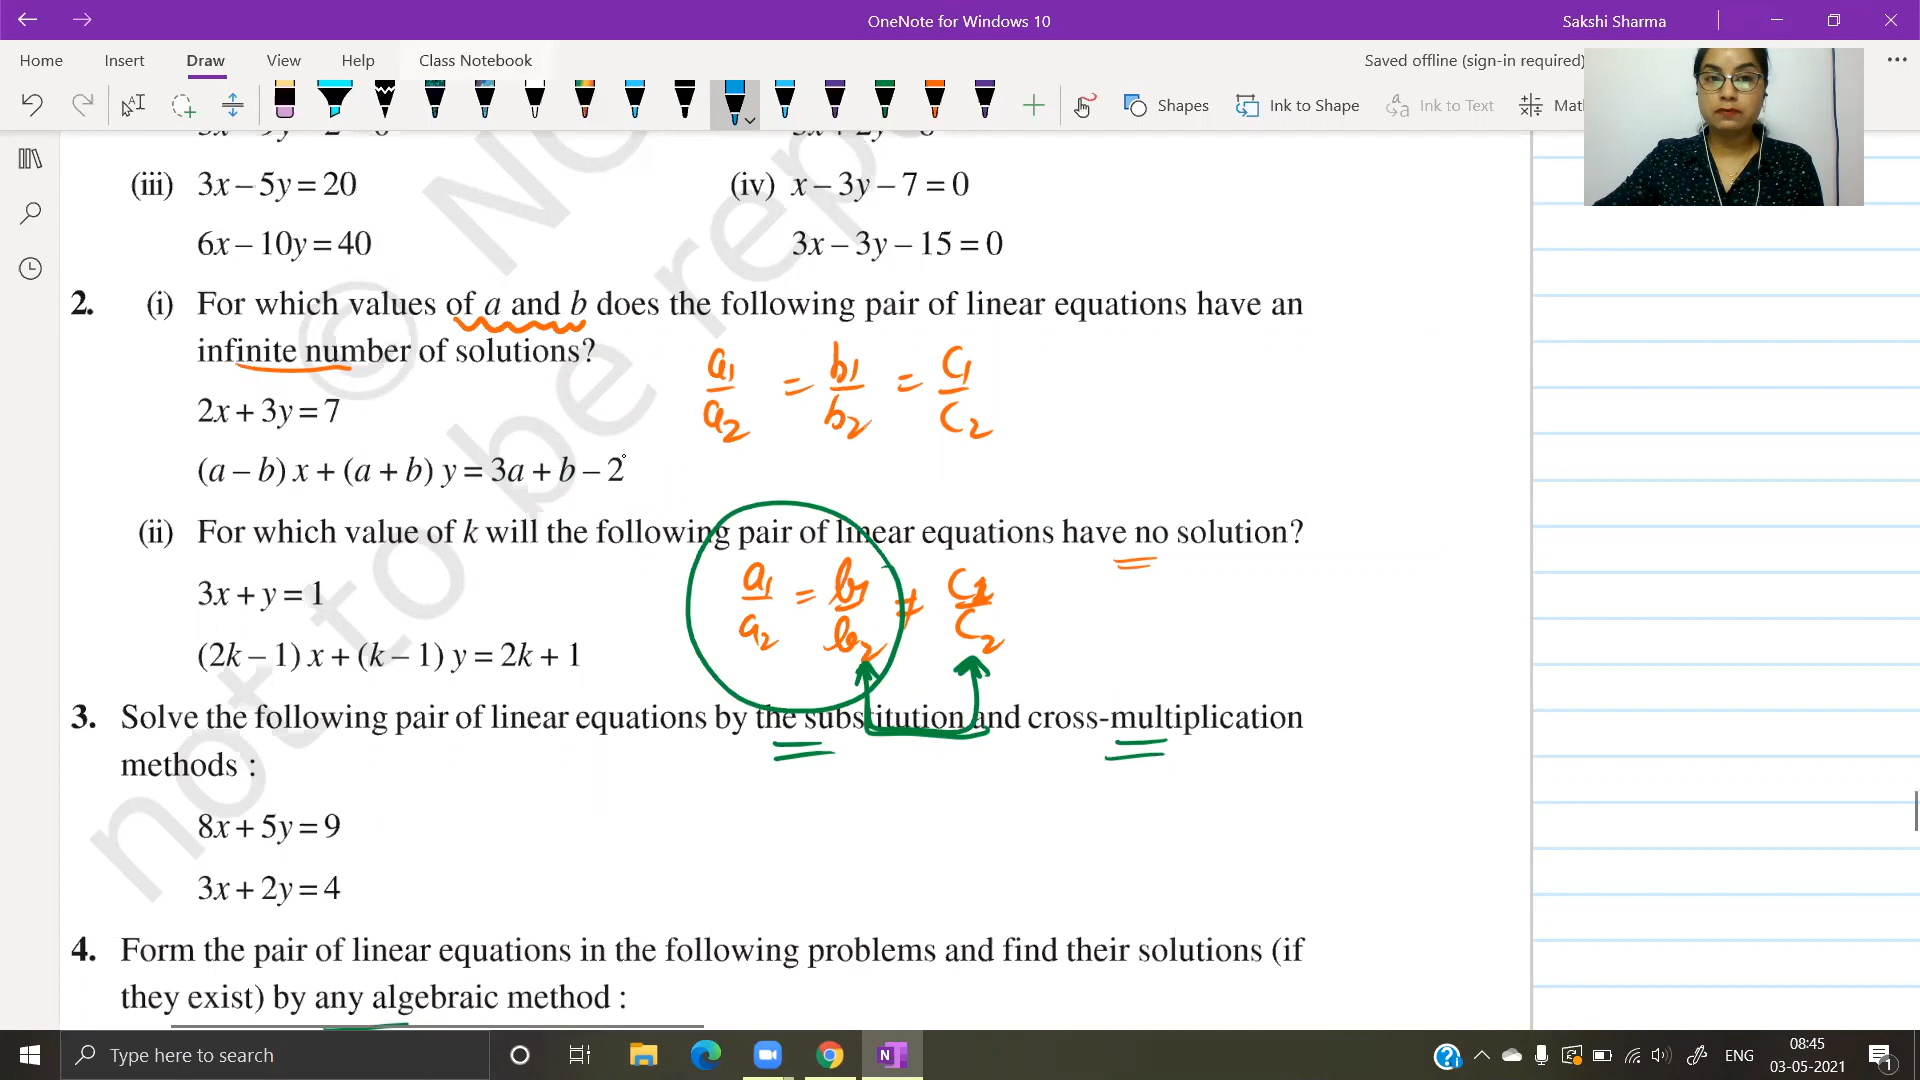 OneNote for Windows 10
Sakshi Sharma
Home Insert Draw View Help Class Notebook
Saved offline (sign-in required)
Shapes Ink to Shape Ink to Text Mat
(iii) 3x – 5y = 20 (iv) x – 3y – 7 = 0
6x – 10y = 40 3x – 3y – 15 = 0
2. (i) For which values of a and b does the following pair of linear equations have an
infinite number of solutions?
a1/a2 = b1/b2 = C1/C2
2x + 3y = 7
(a – b) x + (a + b) y = 3a + b – 2
(ii) For which value of k will the following pair of linear equations have no solution?
a1/a2 = b1/b2 ≠ C1/C2
3x + y = 1
(2k – 1) x + (k – 1) y = 2k + 1
3. Solve the following pair of linear equations by the substitution and cross-multiplication
methods :
8x + 5y = 9
3x + 2y = 4
4. Form the pair of linear equations in the following problems and find their solutions (if
they exist) by any algebraic method :
not to be rep
© NO
Type here to search
ENG
08:45
03-05-2021
1